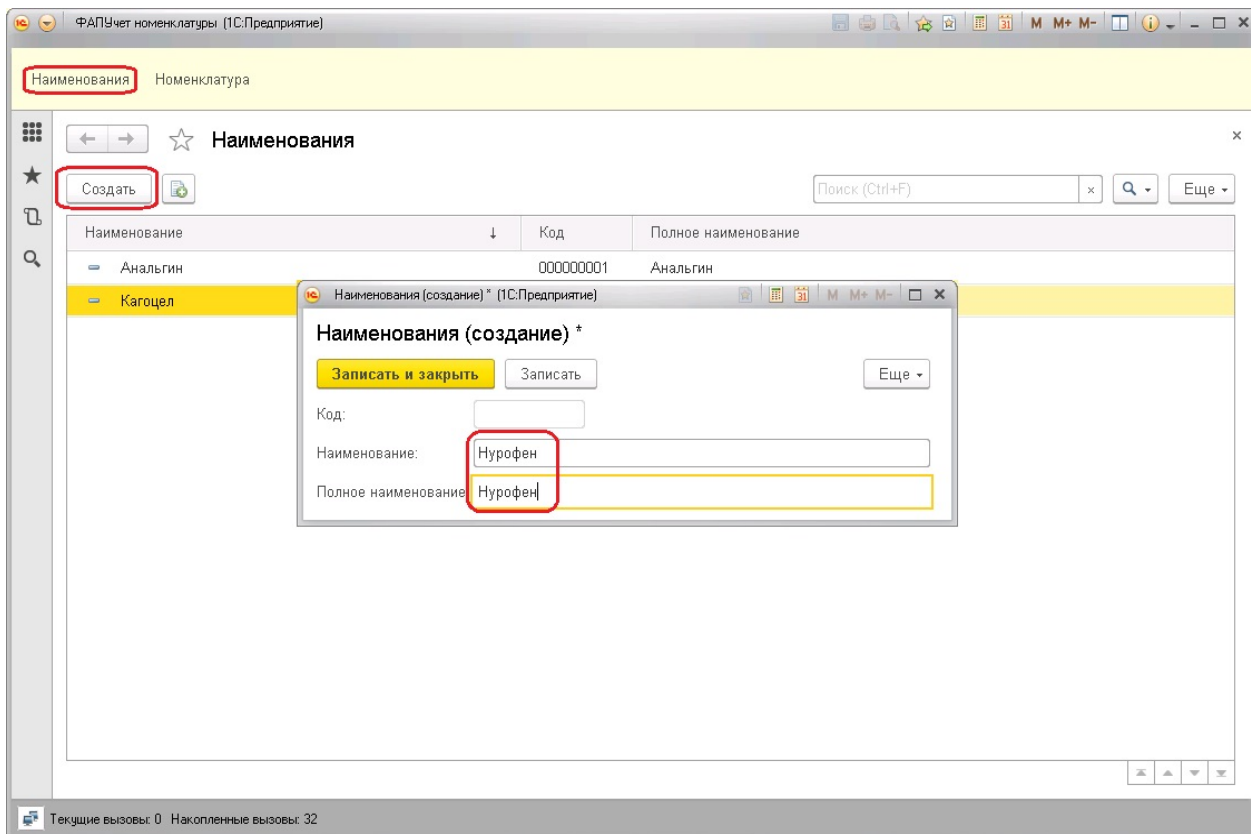 ФАПУчет номенклатуры (1С:Предприятие) M M+ M-
Наименования Номенклатура
Наименования
Создать Поиск (Ctrl+F) Еще
Наименование ↓ Код Полное наименование
Анальгин 000000001 Анальгин
Кагоцел
Наименования (создание) * (1С:Предприятие) 31 M M+ M-
Наименования (создание) *
Записать и закрыть Записать Еще
Код:
Наименование: Нурофен
Полное наименование Нурофен
Текущие вызовы: 0 Накопленные вызовы: 32